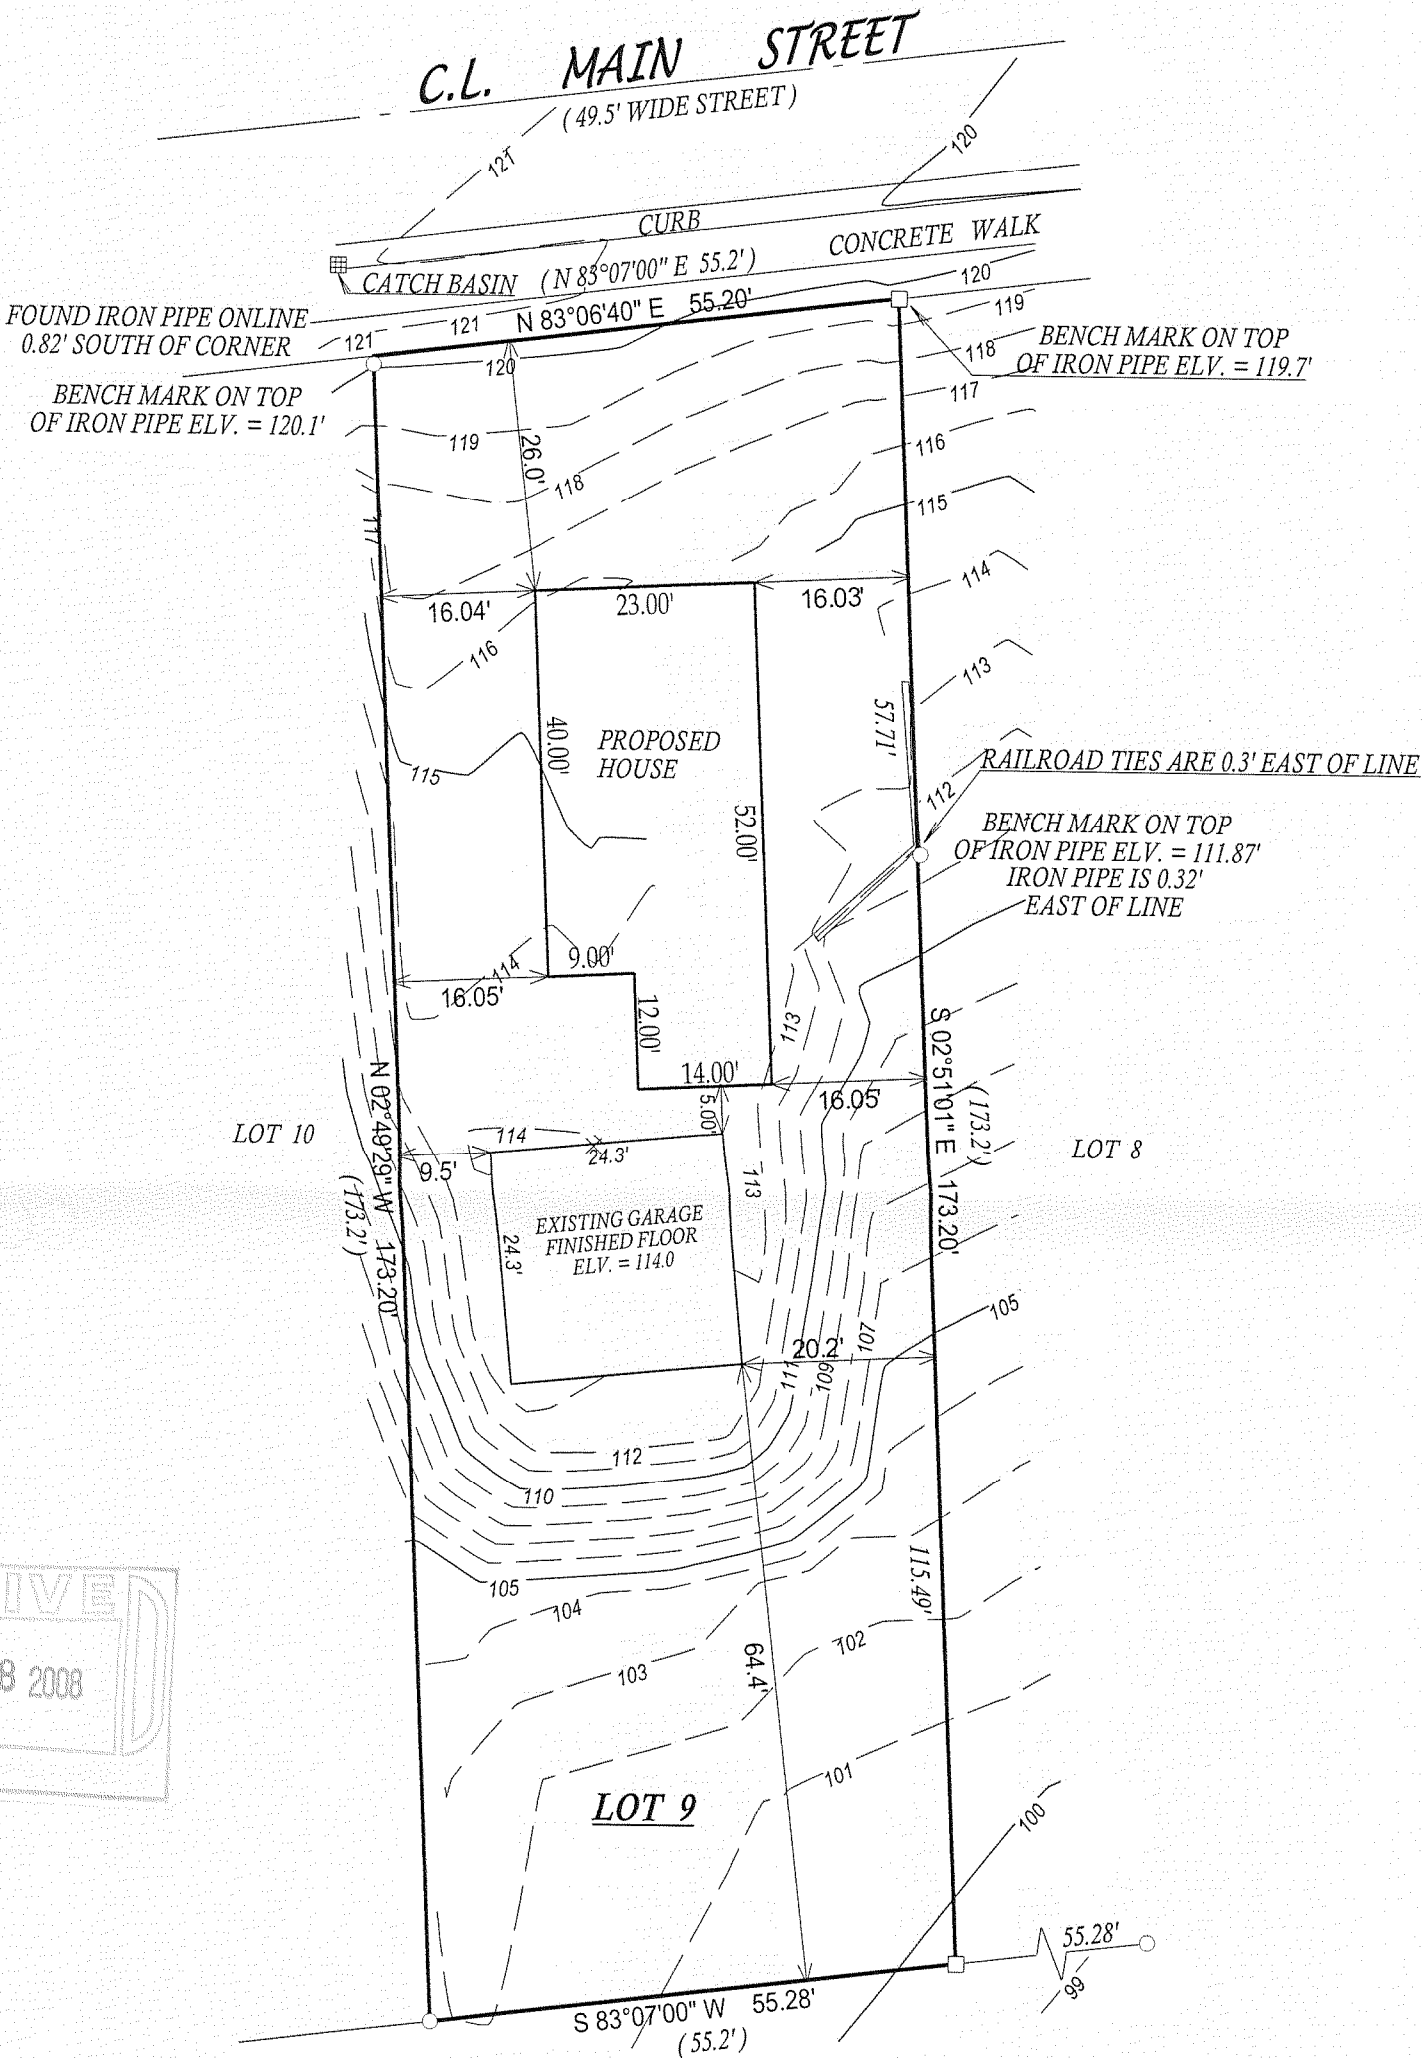 C.L. MAIN STREET
( 49.5' WIDE STREET )
121
120
CURB
CONCRETE WALK
CATCH BASIN
( N 83°07'00" E 55.2' )
120
FOUND IRON PIPE ONLINE
0.82' SOUTH OF CORNER
121
121
N 83°06'40" E 55.20'
119
BENCH MARK ON TOP
OF IRON PIPE ELV. = 119.7'
118
120
BENCH MARK ON TOP
OF IRON PIPE ELV. = 120.1'
117
119
26.0'
116
118
115
117
114
16.04'
23.00'
16.03'
116
113
57.71'
40.00'
PROPOSED
HOUSE
115
RAILROAD TIES ARE 0.3' EAST OF LINE
112
52.00'
BENCH MARK ON TOP
OF IRON PIPE ELV. = 111.87'
IRON PIPE IS 0.32'
EAST OF LINE
114
9.00'
16.05'
12.00'
113
14.00'
16.05'
5.00'
S 02°51'01" E 173.20'
( 173.2' )
N 02°49'29" W 173.20'
( 173.2' )
LOT 10
LOT 8
114
24.3'
9.5'
113
EXISTING GARAGE
FINISHED FLOOR
ELV. = 114.0
24.3'
105
107
20.2'
111
109
112
110
105
104
115.49'
102
103
64.4'
101
IVE
D
8 2008
LOT 9
100
55.28'
99
S 83°07'00" W 55.28'
( 55.2' )